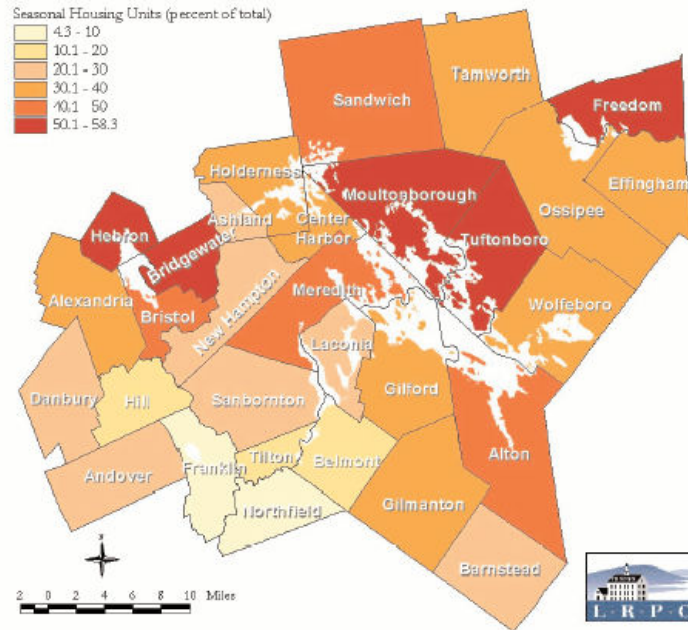 Seasonal Housing Units (percent of total)
4.3 - 10
10.1 - 20
20.1 - 30
30.1 - 40
40.1 50
50.1 - 58.3
Tamworth
Sandwich
Freedom
Holderness
Effingham
Moultonborough
Ashland
Center
Harbor
Ossipee
Hebron
Bridgewater
Tuftonboro
Meredith
Alexandria
Bristol
New Hampton
Wolfeboro
Laconia
Gilford
Danbury
Hill
Sanbornton
Alton
Tilton
Belmont
Franklin
Andover
Gilmanton
Northfield
Barnstead
2 0 2 4 6 8 10 Miles
L R P C